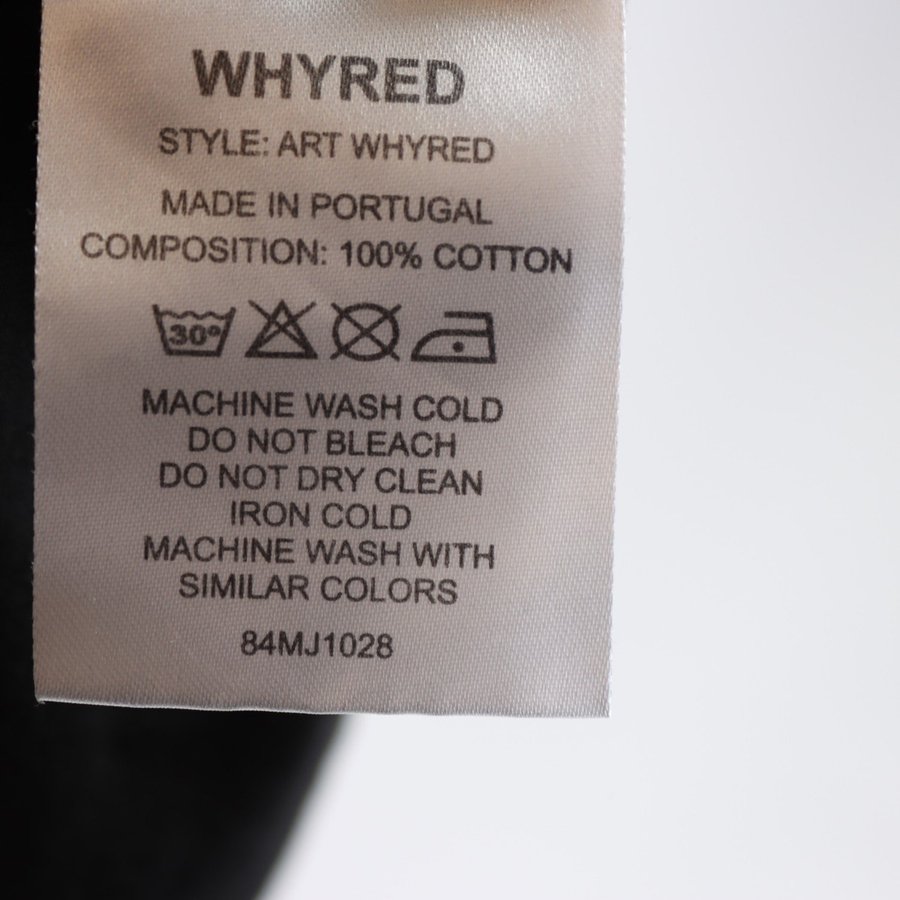 WHYRED
STYLE: ART WHYRED
MADE IN PORTUGAL
COMPOSITION: 100% COTTON
30°
MACHINE WASH COLD
DO NOT BLEACH
DO NOT DRY CLEAN
IRON COLD
MACHINE WASH WITH
SIMILAR COLORS
84MJ1028